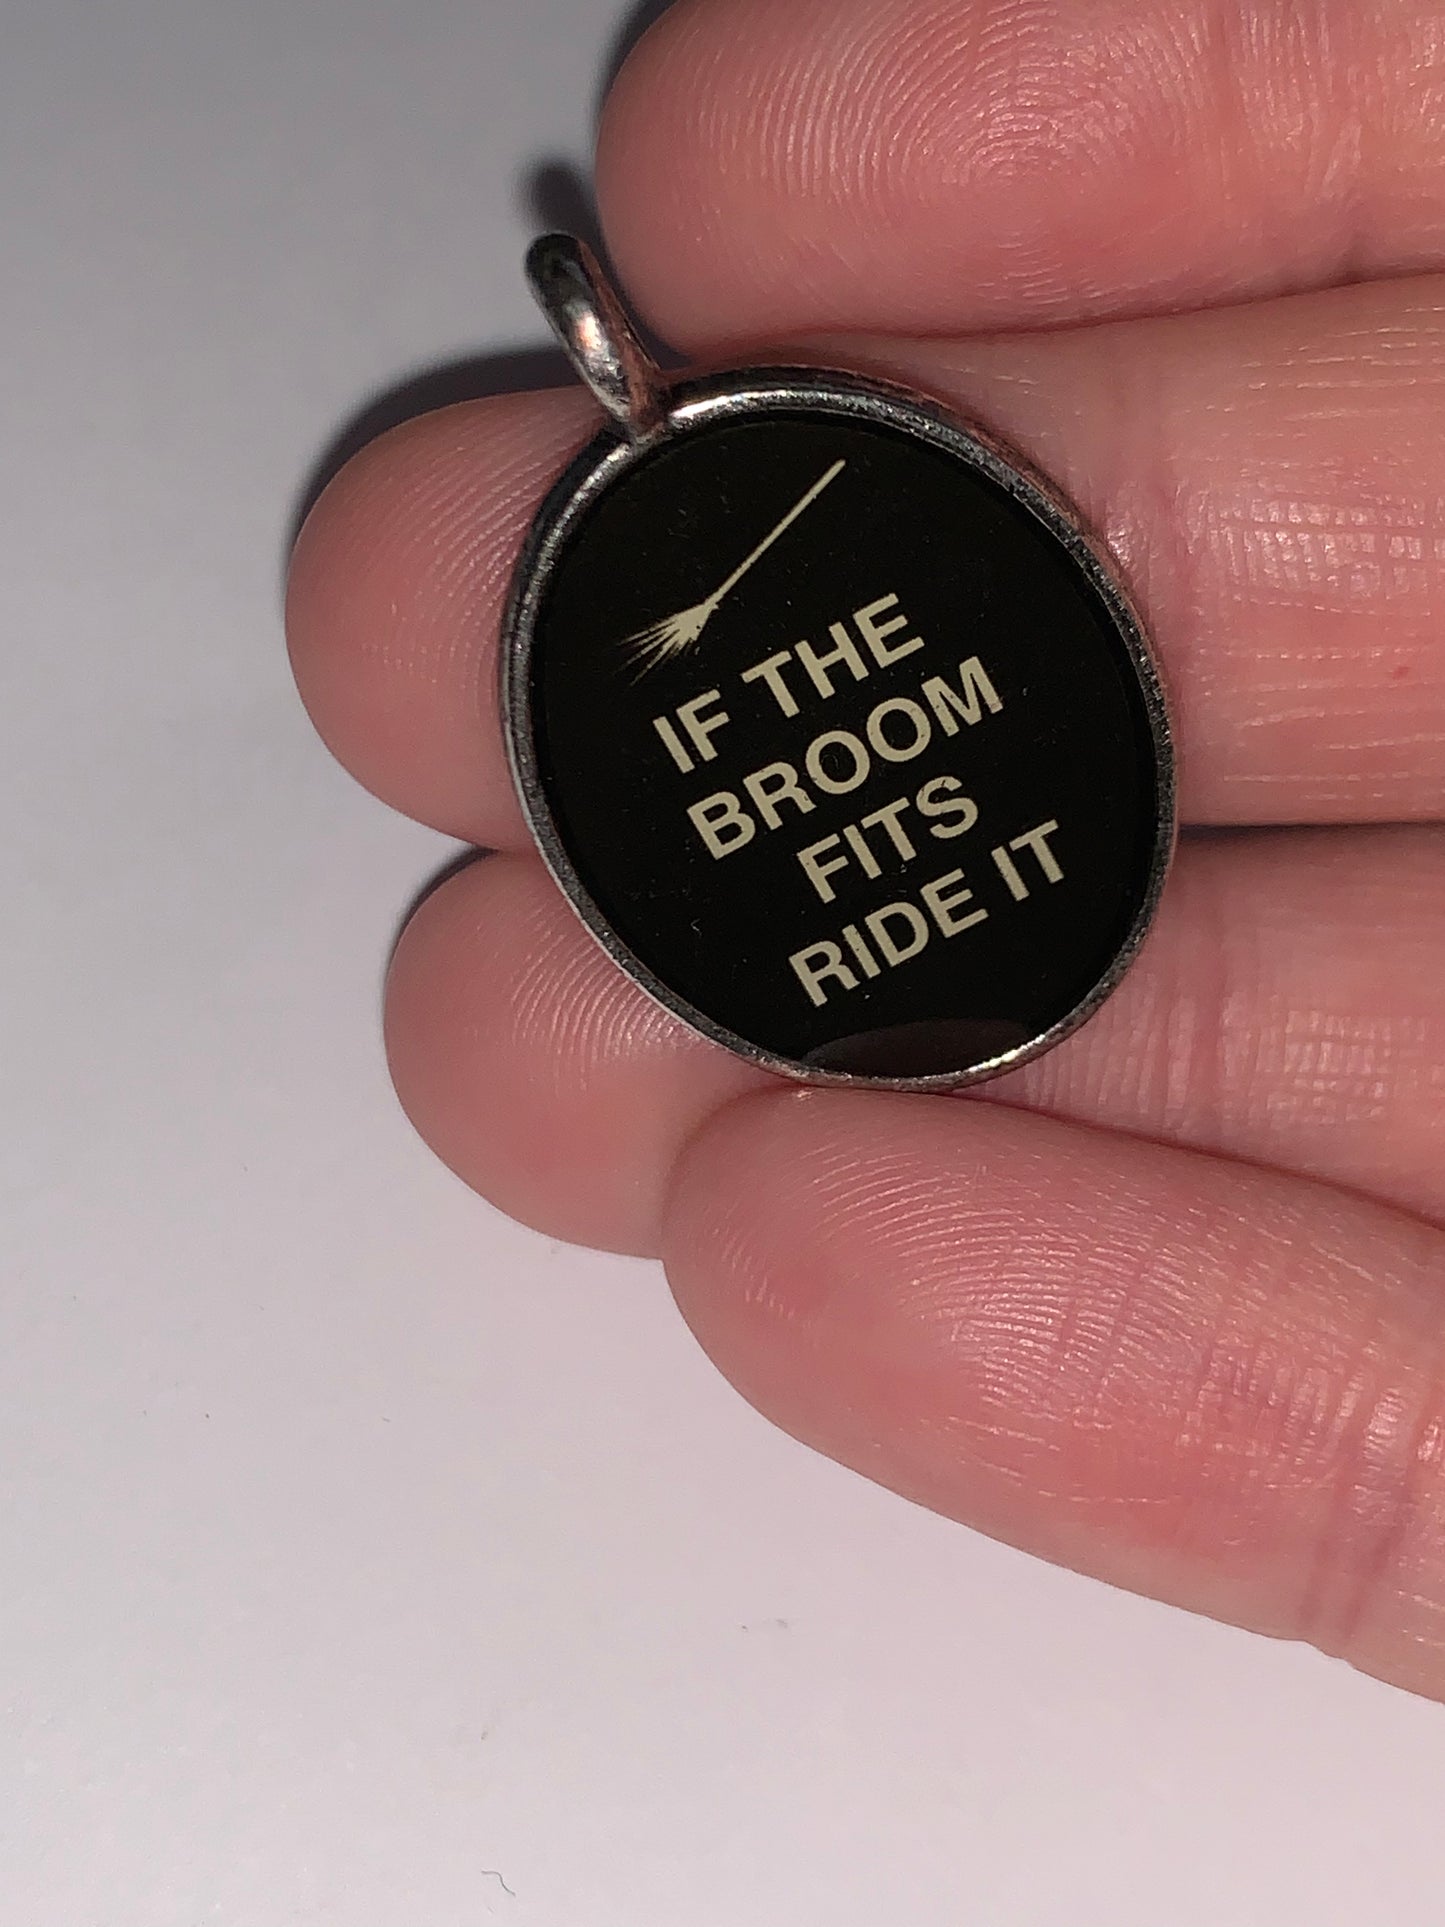 IF THE
BROOM
FITS
RIDE IT